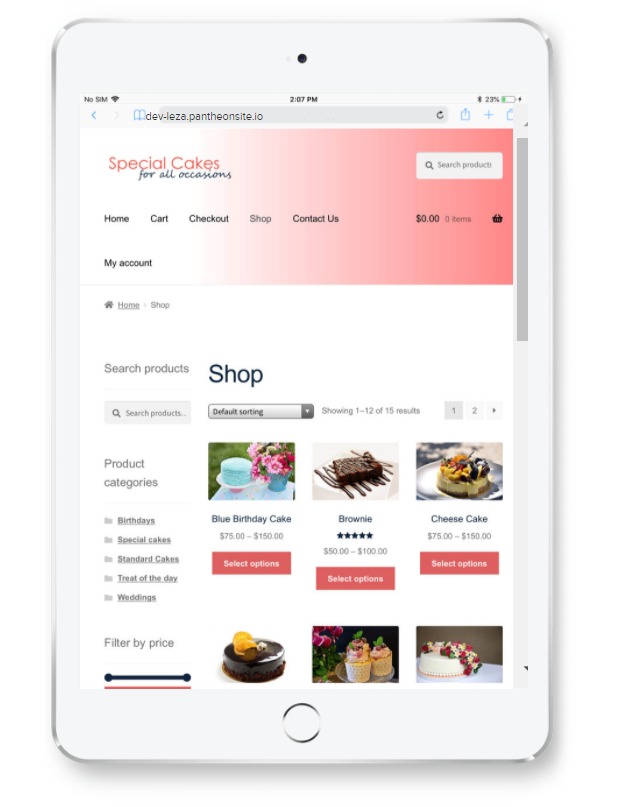 No SIM 2:07 PM 23%
dev-leza.pantheonsite.io
Special Cakes
for all occasions
Search products
Home Cart Checkout Shop Contact Us $0.00 0 items
My account
Home Shop
Search products
Shop
Search products...
Default sorting Showing 1–12 of 15 results 1 2
Product
categories
Birthdays
Special cakes
Standard Cakes
Treat of the day
Weddings
Blue Birthday Cake
$75.00 – $150.00
Select options
Brownie
★★★★★
$50.00 – $100.00
Select options
Cheese Cake
$75.00 – $150.00
Select options
Filter by price